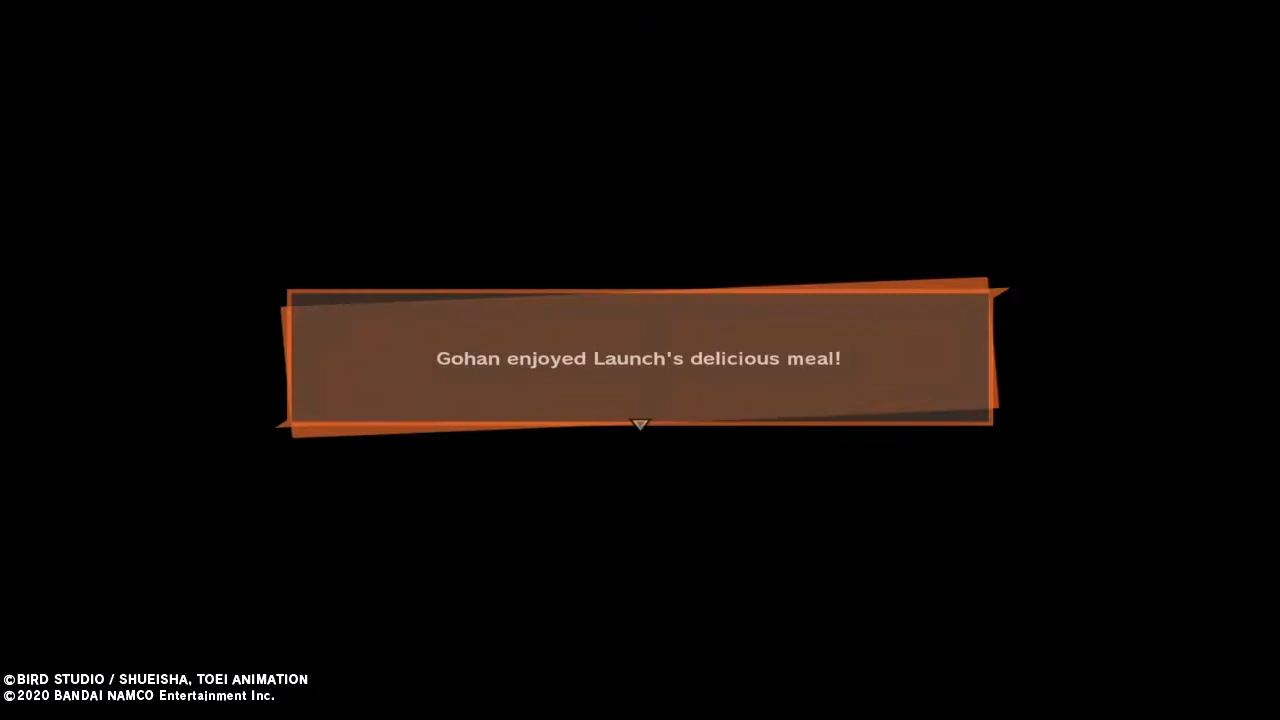 Gohan enjoyed Launch's delicious meal!
©BIRD STUDIO / SHUEISHA, TOEI ANIMATION
©2020 BANDAI NAMCO Entertainment Inc.